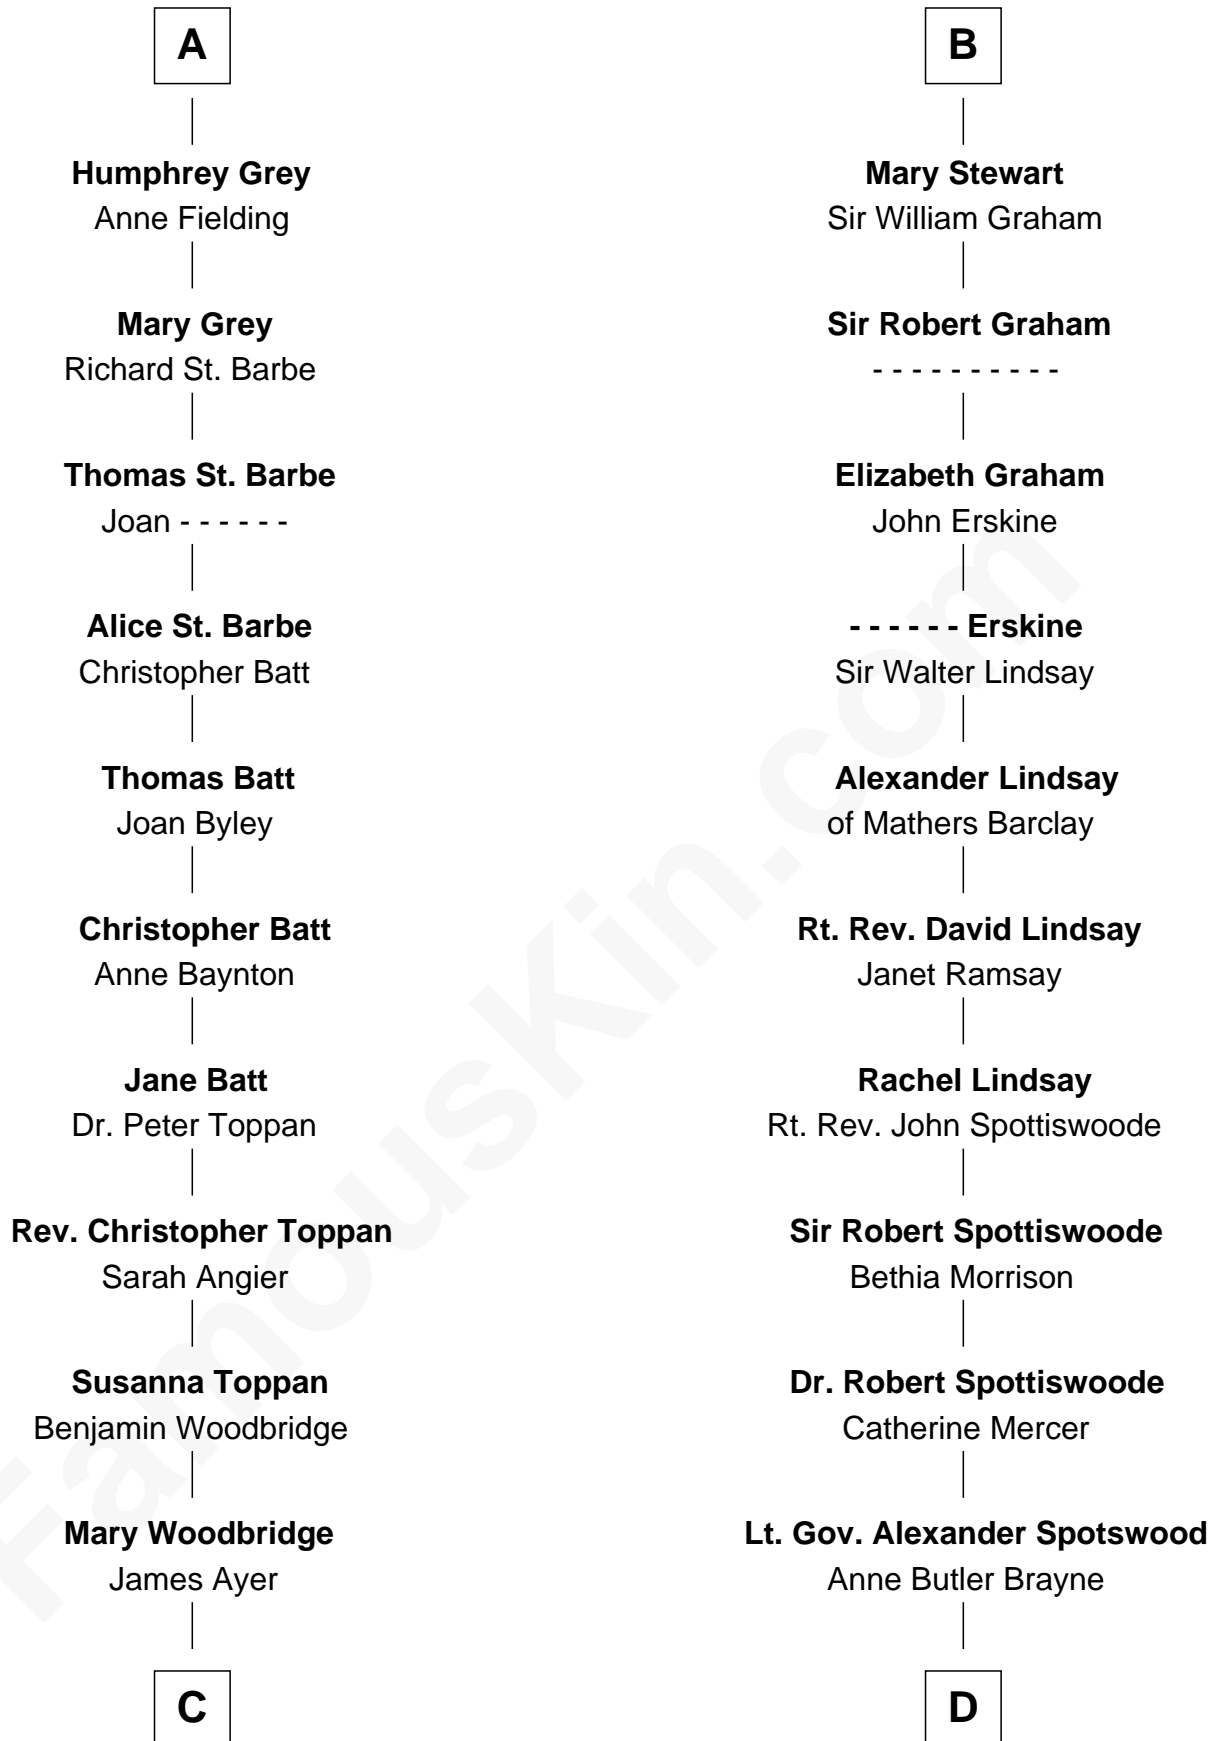 A
Humphrey Grey
Anne Fielding
Mary Grey
Richard St. Barbe
Thomas St. Barbe
Joan - - - - - -
Alice St. Barbe
Christopher Batt
Thomas Batt
Joan Byley
Christopher Batt
Anne Baynton
Jane Batt
Dr. Peter Toppan
Rev. Christopher Toppan
Sarah Angier
Susanna Toppan
Benjamin Woodbridge
Mary Woodbridge
James Ayer
C
B
Mary Stewart
Sir William Graham
Sir Robert Graham
- - - - - - - - - -
Elizabeth Graham
John Erskine
- - - - - - Erskine
Sir Walter Lindsay
Alexander Lindsay
of Mathers Barclay
Rt. Rev. David Lindsay
Janet Ramsay
Rachel Lindsay
Rt. Rev. John Spottiswoode
Sir Robert Spottiswoode
Bethia Morrison
Dr. Robert Spottiswoode
Catherine Mercer
Lt. Gov. Alexander Spotswood
Anne Butler Brayne
D
FamousKin.com